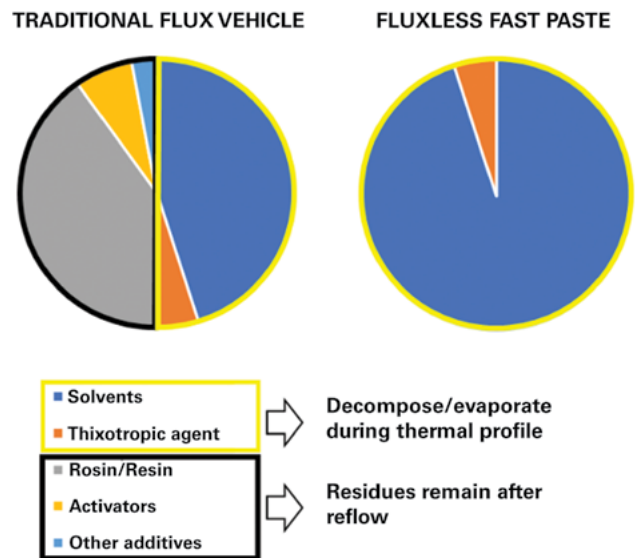 TRADITIONAL FLUX VEHICLE
FLUXLESS FAST PASTE
Solvents
Thixotropic agent
Decompose/evaporate
during thermal profile
Rosin/Resin
Activators
Other additives
Residues remain after
reflow